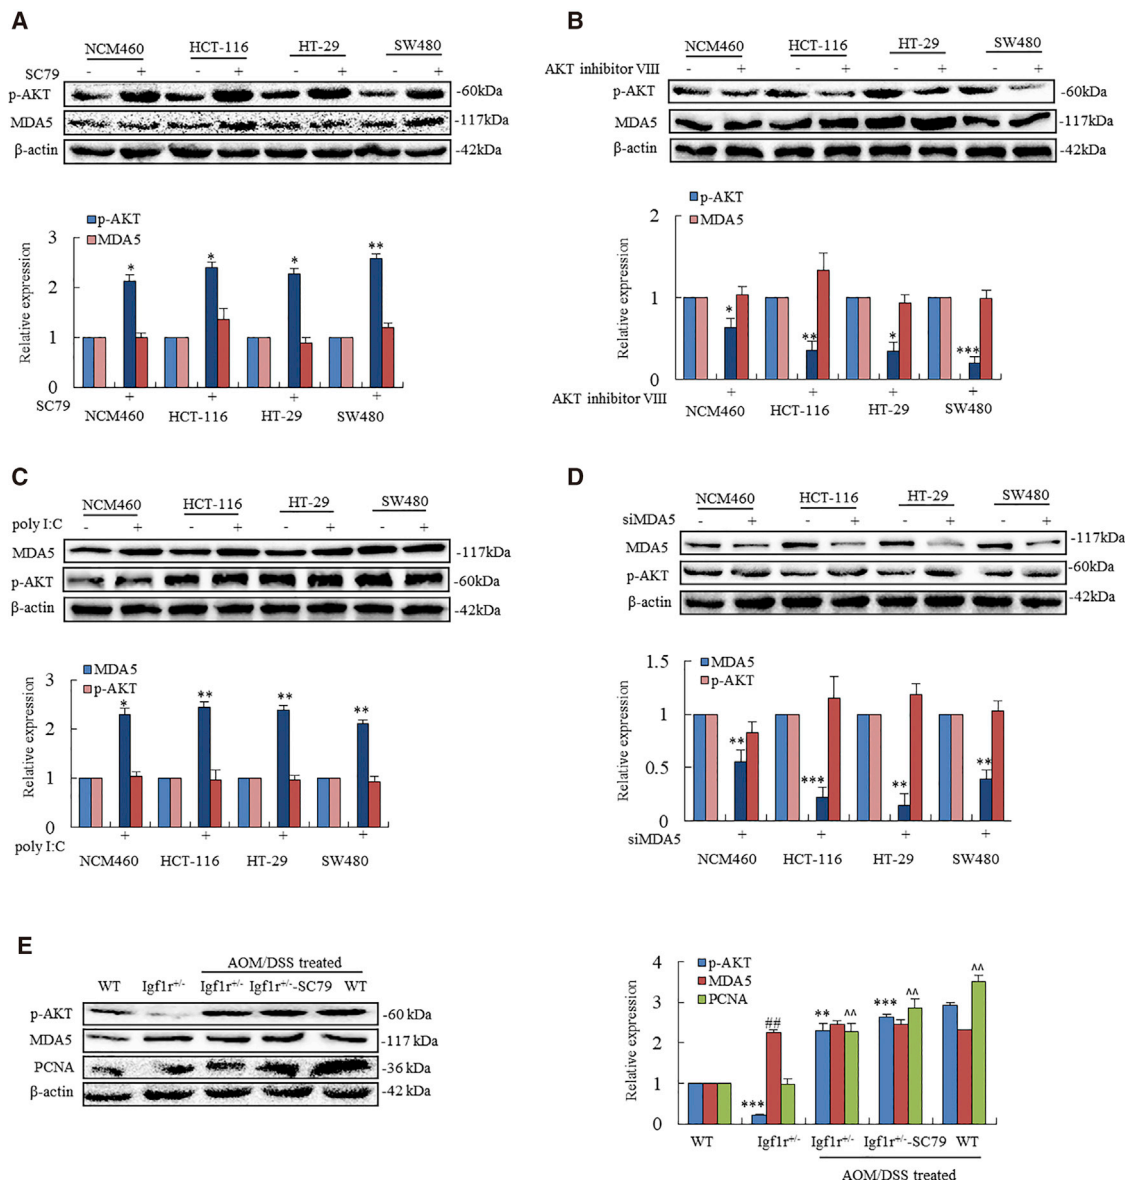 A
NCM460 HCT-116 HT-29 SW480
SC79 - + - + - + - +
p-AKT -60kDa
MDA5 -117kDa
β-actin -42kDa
p-AKT
MDA5
Relative expression
3
2
1
0
* * * **
SC79 + + + +
NCM460 HCT-116 HT-29 SW480
B
NCM460 HCT-116 HT-29 SW480
AKT inhibitor VIII - + - + - + - +
p-AKT -60kDa
MDA5 -117kDa
β-actin -42kDa
p-AKT
MDA5
Relative expression
2
1
0
* ** * ***
AKT inhibitor VIII + + + +
NCM460 HCT-116 HT-29 SW480
C
NCM460 HCT-116 HT-29 SW480
poly I:C - + - + - + - +
MDA5 -117kDa
p-AKT -60kDa
β-actin -42kDa
MDA5
p-AKT
Relative expression
3
2
1
0
* ** ** **
poly I:C + + + +
NCM460 HCT-116 HT-29 SW480
D
NCM460 HCT-116 HT-29 SW480
siMDA5 - + - + - + - +
MDA5 -117kDa
p-AKT -60kDa
β-actin -42kDa
MDA5
p-AKT
Relative expression
1.5
1
0.5
0
** *** ** **
siMDA5 + + + +
NCM460 HCT-116 HT-29 SW480
E
AOM/DSS treated
WT Igf1r+/- Igf1r+/- Igf1r+/--SC79 WT
p-AKT -60 kDa
MDA5 -117 kDa
PCNA -36 kDa
β-actin -42 kDa
p-AKT
MDA5
PCNA
Relative expression
4
3
2
1
0
*** ## ** ^^ *** ^^ ^^
WT Igf1r+/- Igf1r+/- Igf1r+/--SC79 WT
AOM/DSS treated